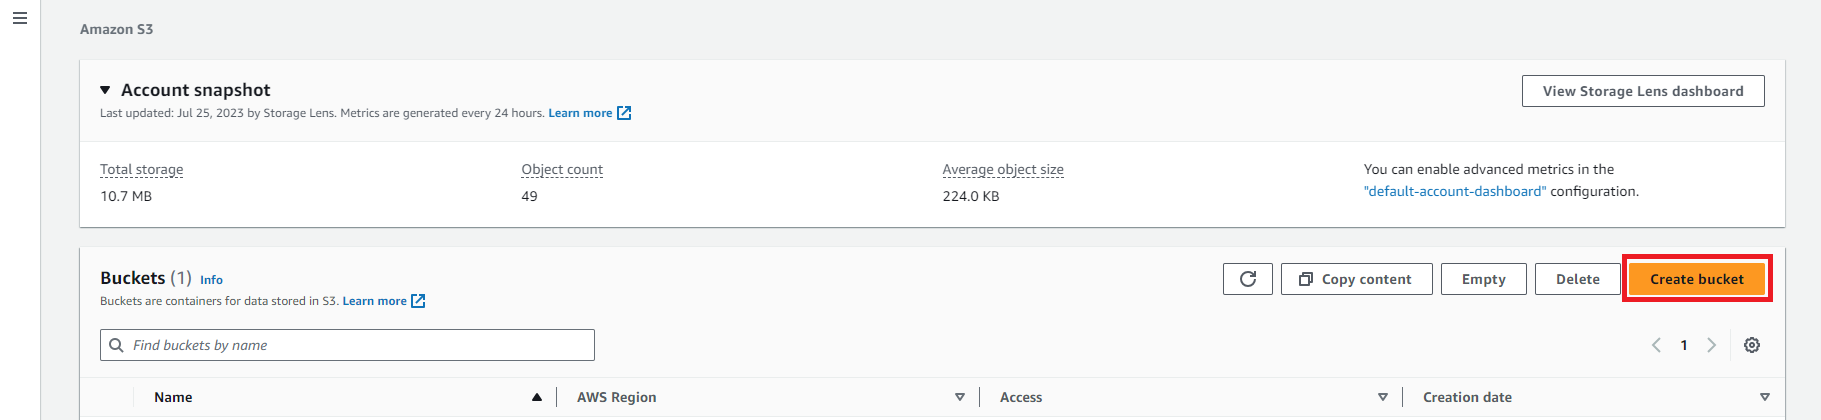 Amazon S3
Account snapshot
View Storage Lens dashboard
Last updated: Jul 25, 2023 by Storage Lens. Metrics are generated every 24 hours. Learn more
Total storage
10.7 MB
Object count
49
Average object size
224.0 KB
You can enable advanced metrics in the
"default-account-dashboard" configuration.
Buckets (1) Info
Buckets are containers for data stored in S3. Learn more
Copy content
Empty
Delete
Create bucket
Find buckets by name
1
Name
AWS Region
Access
Creation date